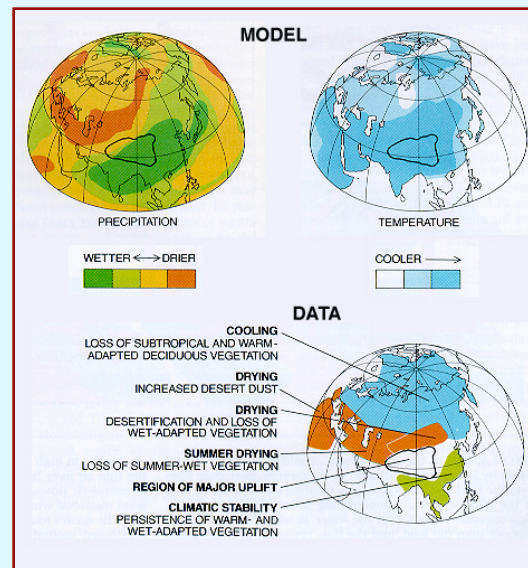 MODEL
PRECIPITATION
TEMPERATURE
WETTER ↔ DRIER
COOLER →
DATA
COOLING
LOSS OF SUBTROPICAL AND WARM-
ADAPTED DECIDUOUS VEGETATION
DRYING
INCREASED DESERT DUST
DRYING
DESERTIFICATION AND LOSS OF
WET-ADAPTED VEGETATION
SUMMER DRYING
LOSS OF SUMMER-WET VEGETATION
REGION OF MAJOR UPLIFT
CLIMATIC STABILITY
PERSISTENCE OF WARM- AND
WET-ADAPTED VEGETATION